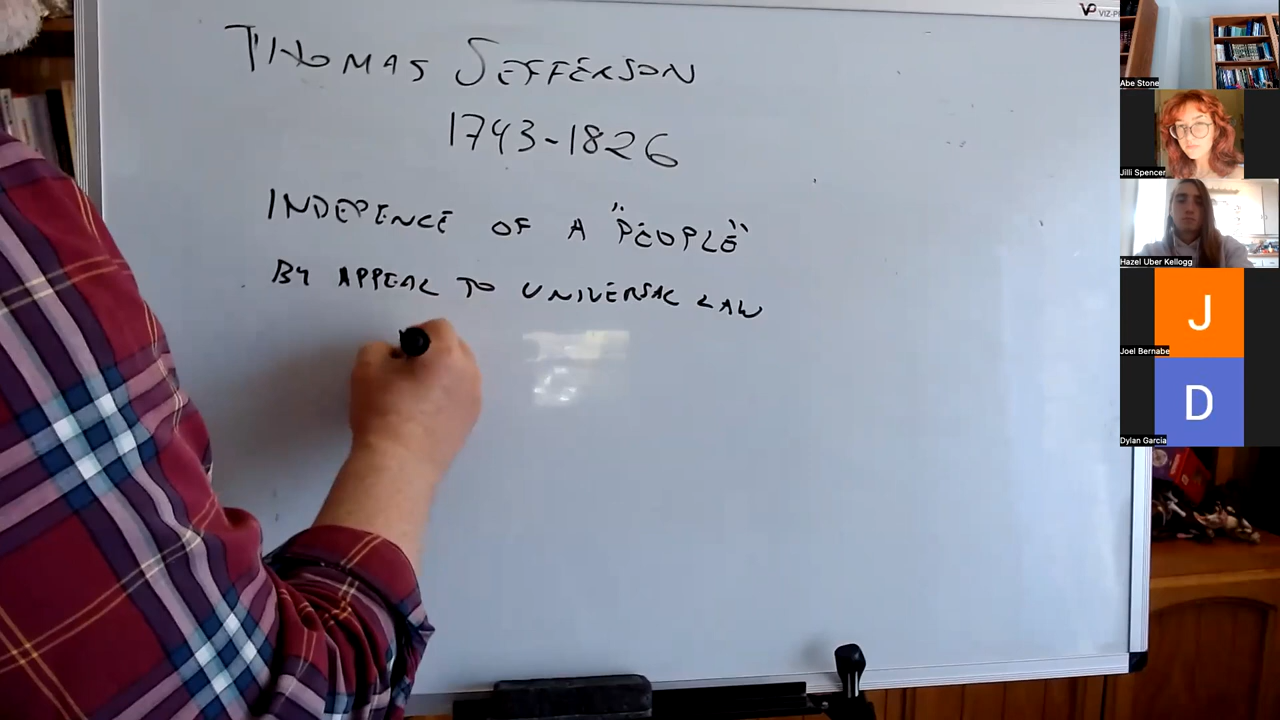 THOMAS JEFFERSON
1743-1826
INDEPENCE OF A "PEOPLE"
BY APPEAL TO UNIVERSAL LAW
Abe Stone
Jilli Spencer
Hazel Uber Kellogg
J
Joel Bernabe
D
Dylan Garcia